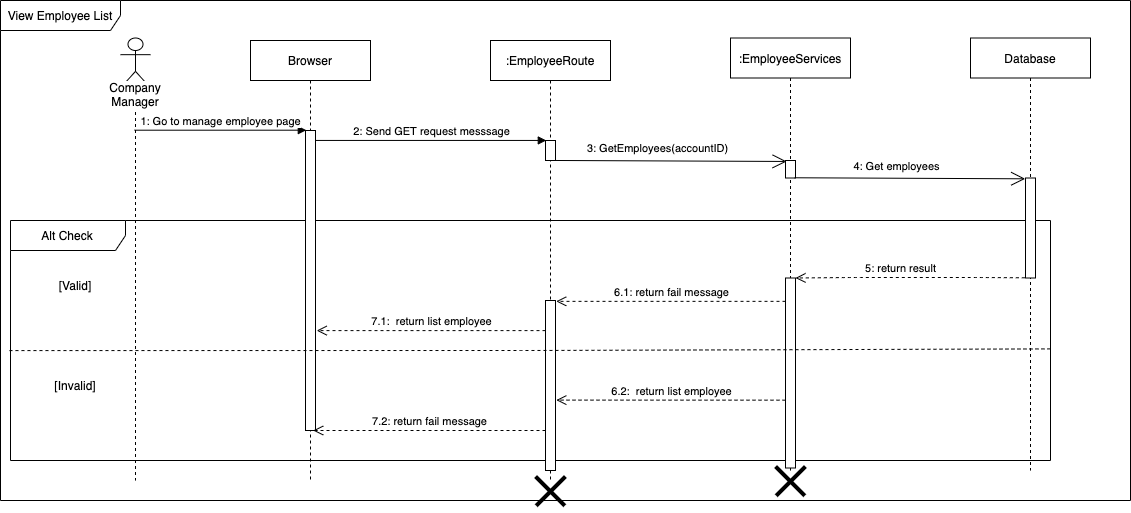 View Employee List
Browser
:EmployeeRoute
:EmployeeServices
Database
Company
Manager
1: Go to manage employee page
2: Send GET request messsage
3: GetEmployees(accountID)
4: Get employees
Alt Check
5: return result
[Valid]
6.1: return fail message
7.1:  return list employee
[Invalid]
6.2:  return list employee
7.2: return fail message